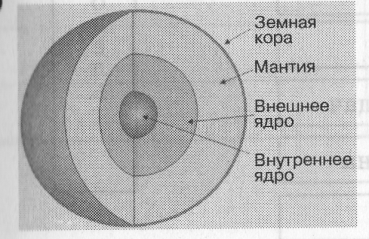 Земная
кора
Мантия
Внешнее
ядро
Внутреннее
ядро